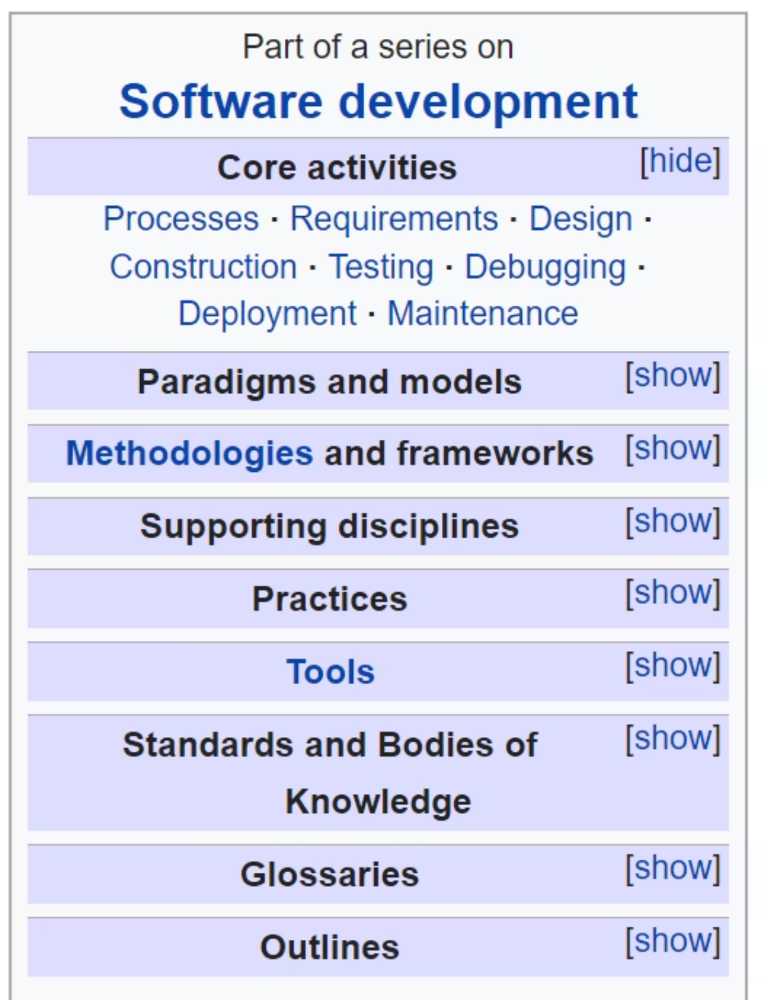 Part of a series on
Software development
Core activities [hide]
Processes · Requirements · Design ·
Construction · Testing · Debugging ·
Deployment · Maintenance
Paradigms and models [show]
Methodologies and frameworks [show]
Supporting disciplines [show]
Practices [show]
Tools [show]
Standards and Bodies of [show]
Knowledge
Glossaries [show]
Outlines [show]